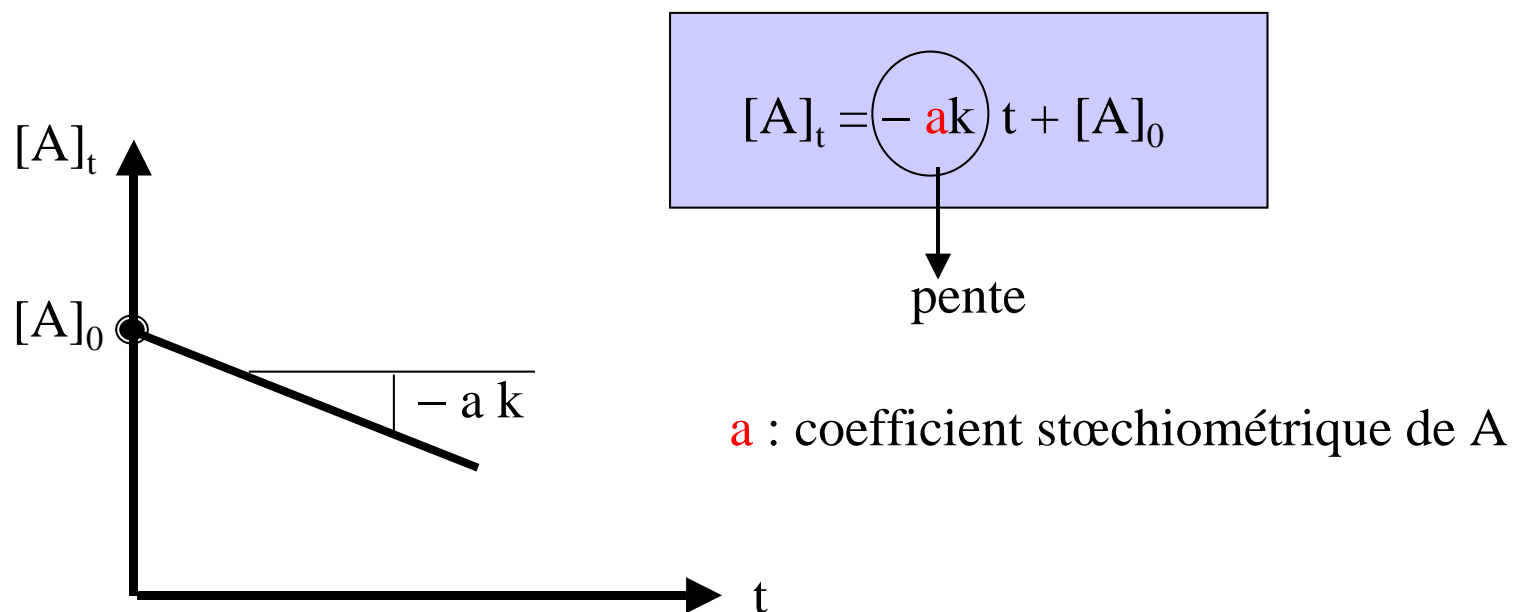 [A]t = – ak t + [A]0
[A]t
pente
[A]0
– a k
a : coefficient stœchiométrique de A
t